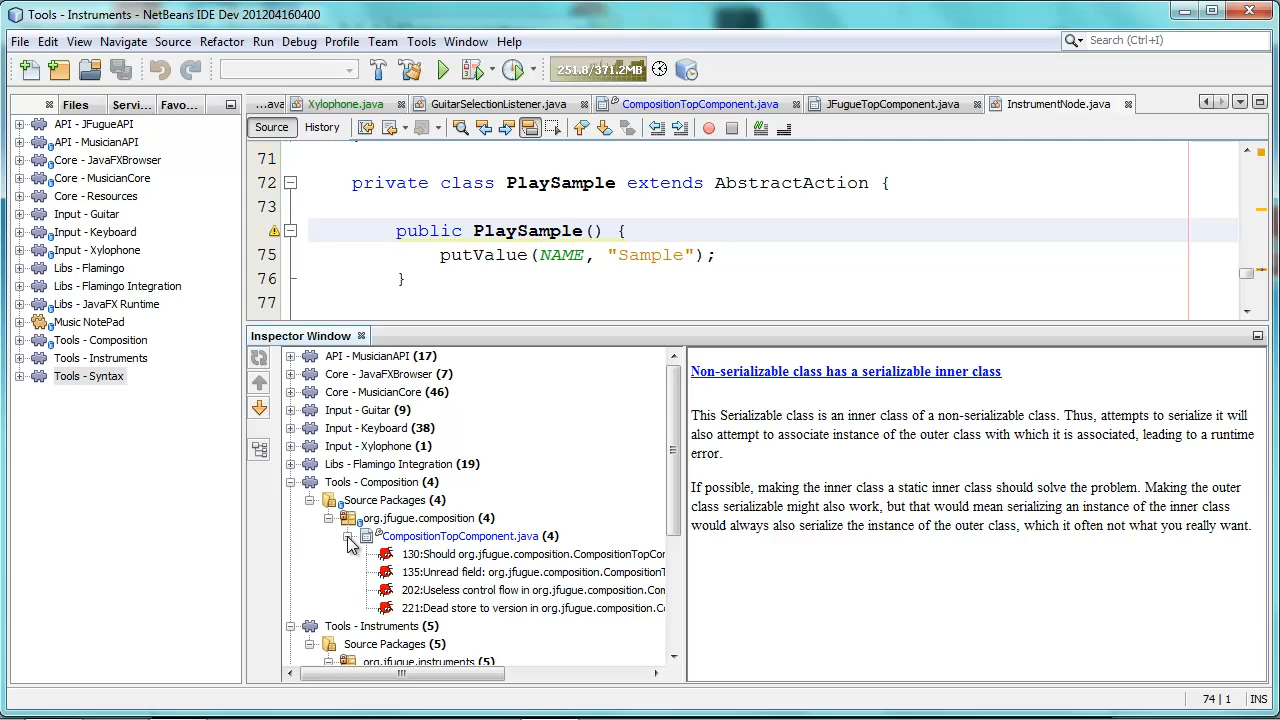 Tools - Instruments - NetBeans IDE Dev 201204160400
File Edit View Navigate Source Refactor Run Debug Profile Team Tools Window Help
Search (Ctrl+I)
251.8/371.2MB
Files Servi... Favo...
...ava Xylophone.java GuitarSelectionListener.java CompositionTopComponent.java JFugueTopComponent.java InstrumentNode.java
Source History
API - JFugueAPI
API - MusicianAPI
Core - JavaFXBrowser
Core - MusicianCore
Core - Resources
Input - Guitar
Input - Keyboard
Input - Xylophone
Libs - Flamingo
Libs - Flamingo Integration
Libs - JavaFX Runtime
Music NotePad
Tools - Composition
Tools - Instruments
Tools - Syntax
71
72 private class PlaySample extends AbstractAction {
73
public PlaySample() {
75 putValue(NAME, "Sample");
76 }
77
Inspector Window
API - MusicianAPI (17)
Core - JavaFXBrowser (7)
Core - MusicianCore (46)
Input - Guitar (9)
Input - Keyboard (38)
Input - Xylophone (1)
Libs - Flamingo Integration (19)
Tools - Composition (4)
Source Packages (4)
org.jfugue.composition (4)
CompositionTopComponent.java (4)
130:Should org.jfugue.composition.CompositionTopCor
135:Unread field: org.jfugue.composition.CompositionT
202:Useless control flow in org.jfugue.composition.Co
221:Dead store to version in org.jfugue.composition.C
Tools - Instruments (5)
Source Packages (5)
org.jfugue.instruments (5)
Non-serializable class has a serializable inner class
This Serializable class is an inner class of a non-serializable class. Thus, attempts to serialize it will
also attempt to associate instance of the outer class with which it is associated, leading to a runtime
error.
If possible, making the inner class a static inner class should solve the problem. Making the outer
class serializable might also work, but that would mean serializing an instance of the inner class
would always also serialize the instance of the outer class, which it often not what you really want.
74 | 1 INS